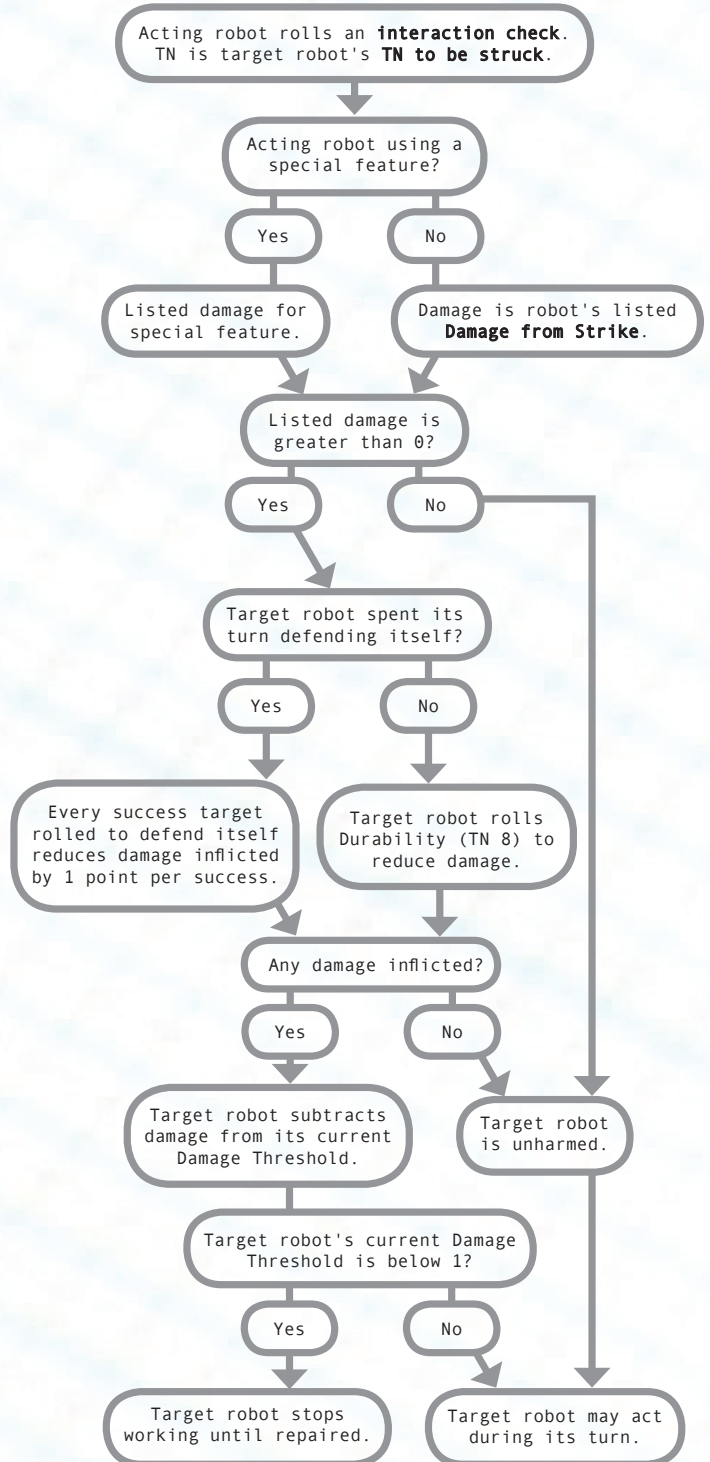 Acting robot rolls an interaction check.
TN is target robot's TN to be struck.
Acting robot using a
special feature?
Yes
No
Listed damage for
special feature.
Damage is robot's listed
Damage from Strike.
Listed damage is
greater than 0?
Yes
No
Target robot spent its
turn defending itself?
Yes
No
Every success target
rolled to defend itself
reduces damage inflicted
by 1 point per success.
Target robot rolls
Durability (TN 8) to
reduce damage.
Any damage inflicted?
Yes
No
Target robot subtracts
damage from its current
Damage Threshold.
Target robot
is unharmed.
Target robot's current Damage
Threshold is below 1?
Yes
No
Target robot stops
working until repaired.
Target robot may act
during its turn.